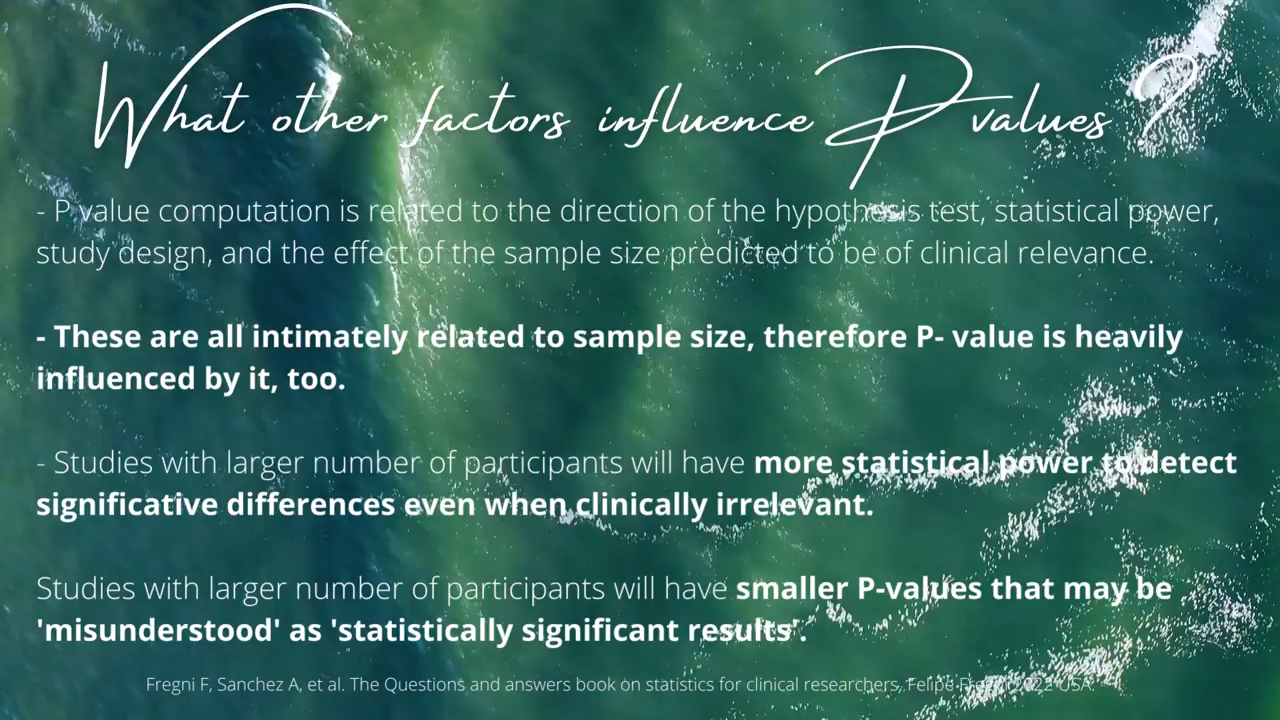 What other factors influence P values ?
- P value computation is related to the direction of the hypothesis test, statistical power,
study design, and the effect of the sample size predicted to be of clinical relevance.
- These are all intimately related to sample size, therefore P- value is heavily
influenced by it, too.
- Studies with larger number of participants will have more statistical power to detect
significative differences even when clinically irrelevant.
Studies with larger number of participants will have smaller P-values that may be
'misunderstood' as 'statistically significant results'.
Fregni F, Sanchez A, et al. The Questions and answers book on statistics for clinical researchers. Felipe Fregni 2022 USA.